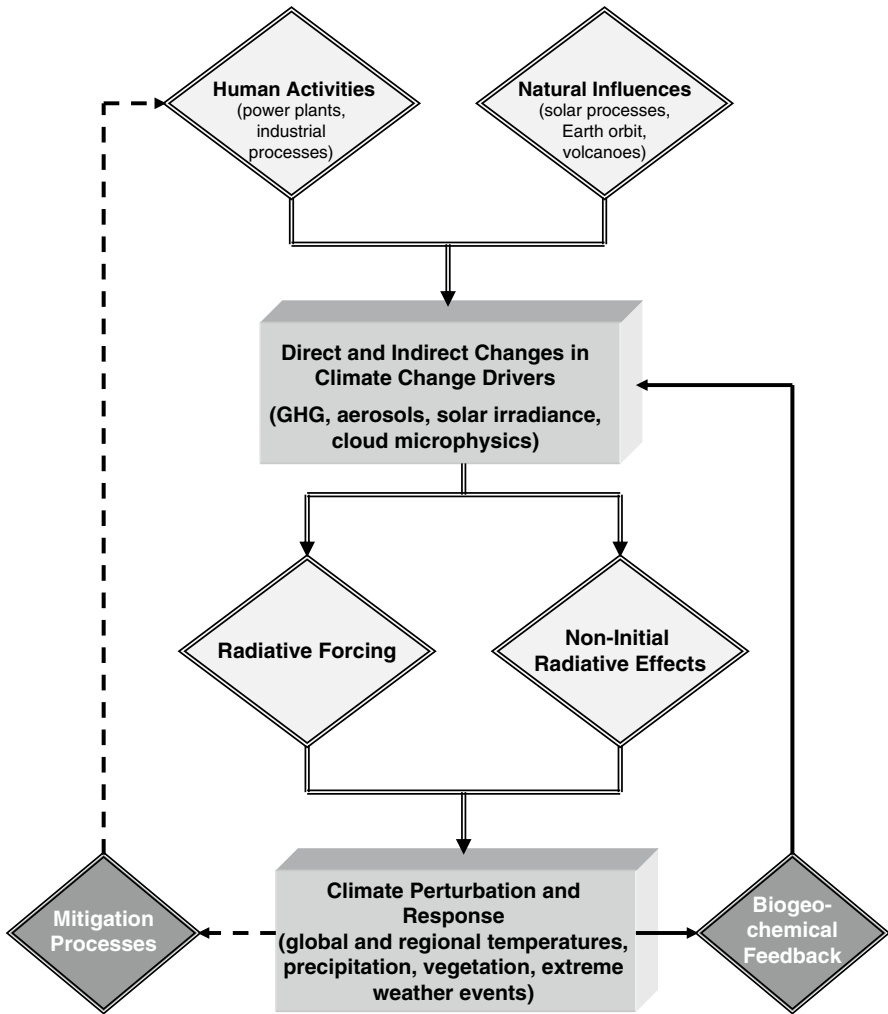 Human Activities
(power plants,
industrial
processes)
Natural Influences
(solar processes,
Earth orbit,
volcanoes)
Direct and Indirect Changes in
Climate Change Drivers
(GHG, aerosols, solar irradiance,
cloud microphysics)
Radiative Forcing
Non-Initial
Radiative Effects
Mitigation
Processes
Climate Perturbation and
Response
(global and regional temperatures,
precipitation, vegetation, extreme
weather events)
Biogeo-
chemical
Feedback